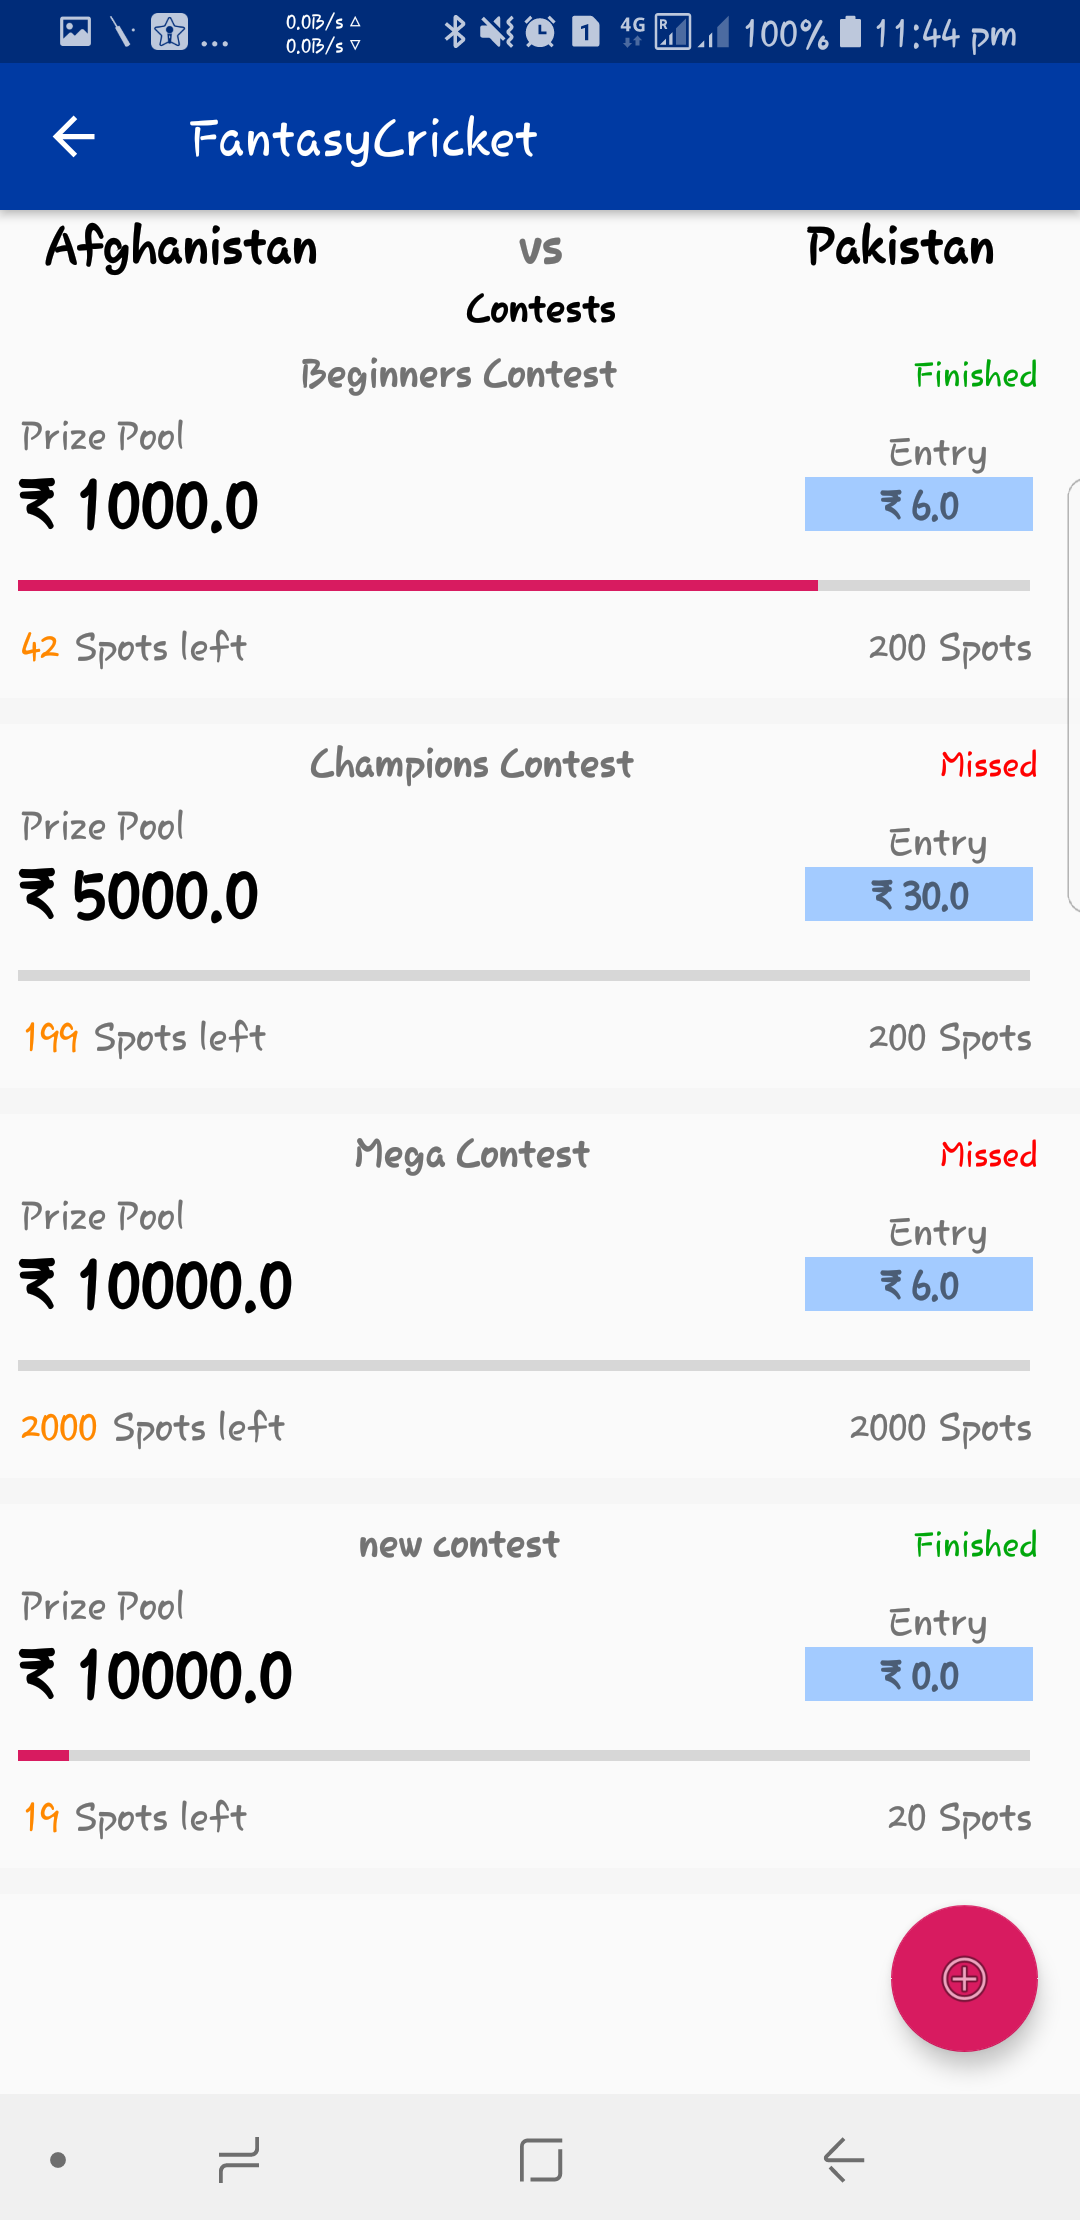 0.0B/s △
0.0B/s ▽
1 4G R 100% 11:44 pm
FantasyCricket
Afghanistan vs Pakistan
Contests
Beginners Contest Finished
Prize Pool Entry
₹ 1000.0 ₹ 6.0
42 Spots left 200 Spots
Champions Contest Missed
Prize Pool Entry
₹ 5000.0 ₹ 30.0
199 Spots left 200 Spots
Mega Contest Missed
Prize Pool Entry
₹ 10000.0 ₹ 6.0
2000 Spots left 2000 Spots
new contest Finished
Prize Pool Entry
₹ 10000.0 ₹ 0.0
19 Spots left 20 Spots